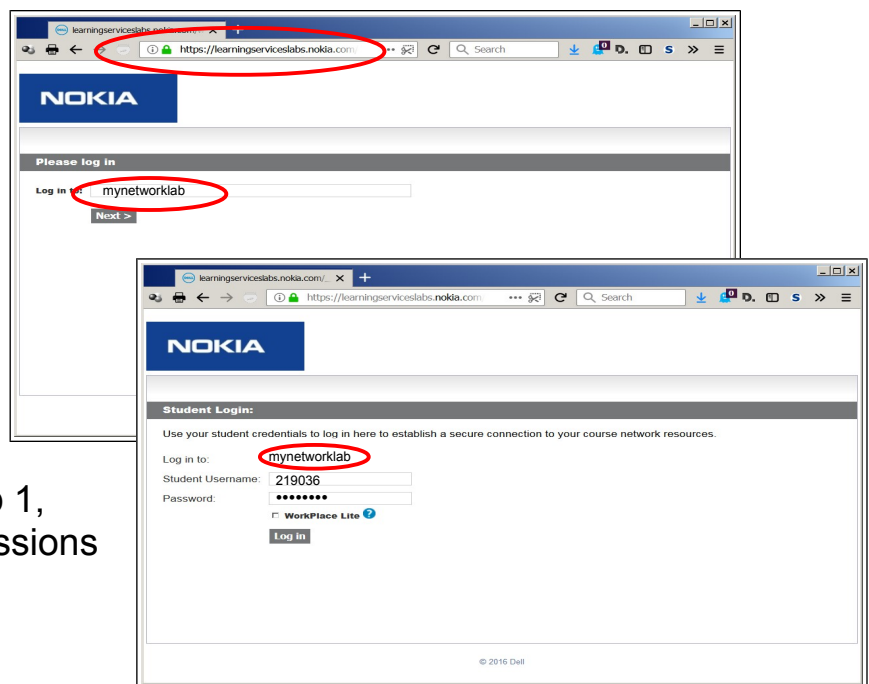 learningserviceslabs.nokia.com/
https://learningserviceslabs.nokia.com/
Search
0
D.
S
NOKIA
Please log in
Log in to:
mynetworklab
Next >
learningserviceslabs.nokia.com/_
https://learningserviceslabs.nokia.com
Search
0
D.
S
NOKIA
Student Login:
Use your student credentials to log in here to establish a secure connection to your course network resources.
Log in to: mynetworklab
Student Username: 219036
Password: ••••••••
WorkPlace Lite ?
Log in
© 2016 Dell
1,
ssions